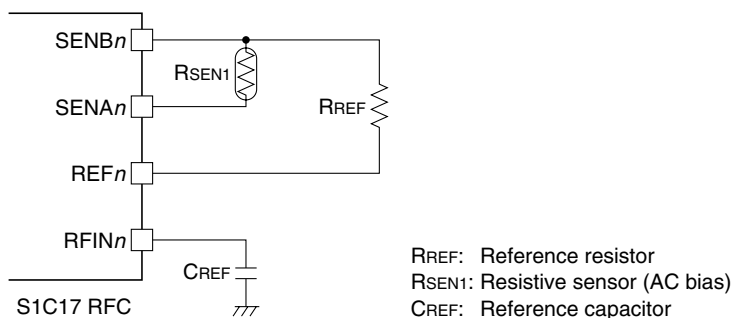 SENBn
RSEN1
SENAn
RREF
REFn
RFINn
CREF
S1C17 RFC
RREF: Reference resistor
RSEN1: Resistive sensor (AC bias)
CREF: Reference capacitor